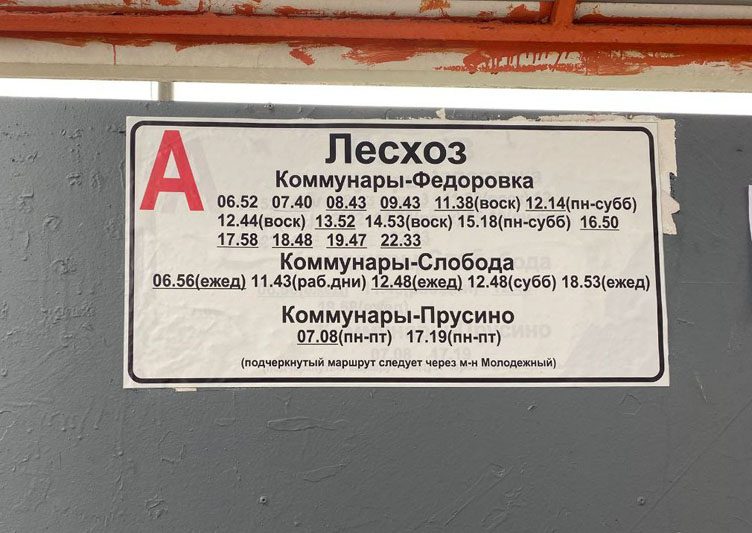 А
Лесхоз
Коммунары-Федоровка
06.52 07.40 08.43 09.43 11.38(воск) 12.14(пн-субб)
12.44(воск) 13.52 14.53(воск) 15.18(пн-субб) 16.50
17.58 18.48 19.47 22.33
Коммунары-Слобода
06.56(ежед) 11.43(раб.дни) 12.48(ежед) 12.48(субб) 18.53(ежед)
Коммунары-Прусино
07.08(пн-пт) 17.19(пн-пт)
(подчеркнутый маршрут следует через м-н Молодежный)